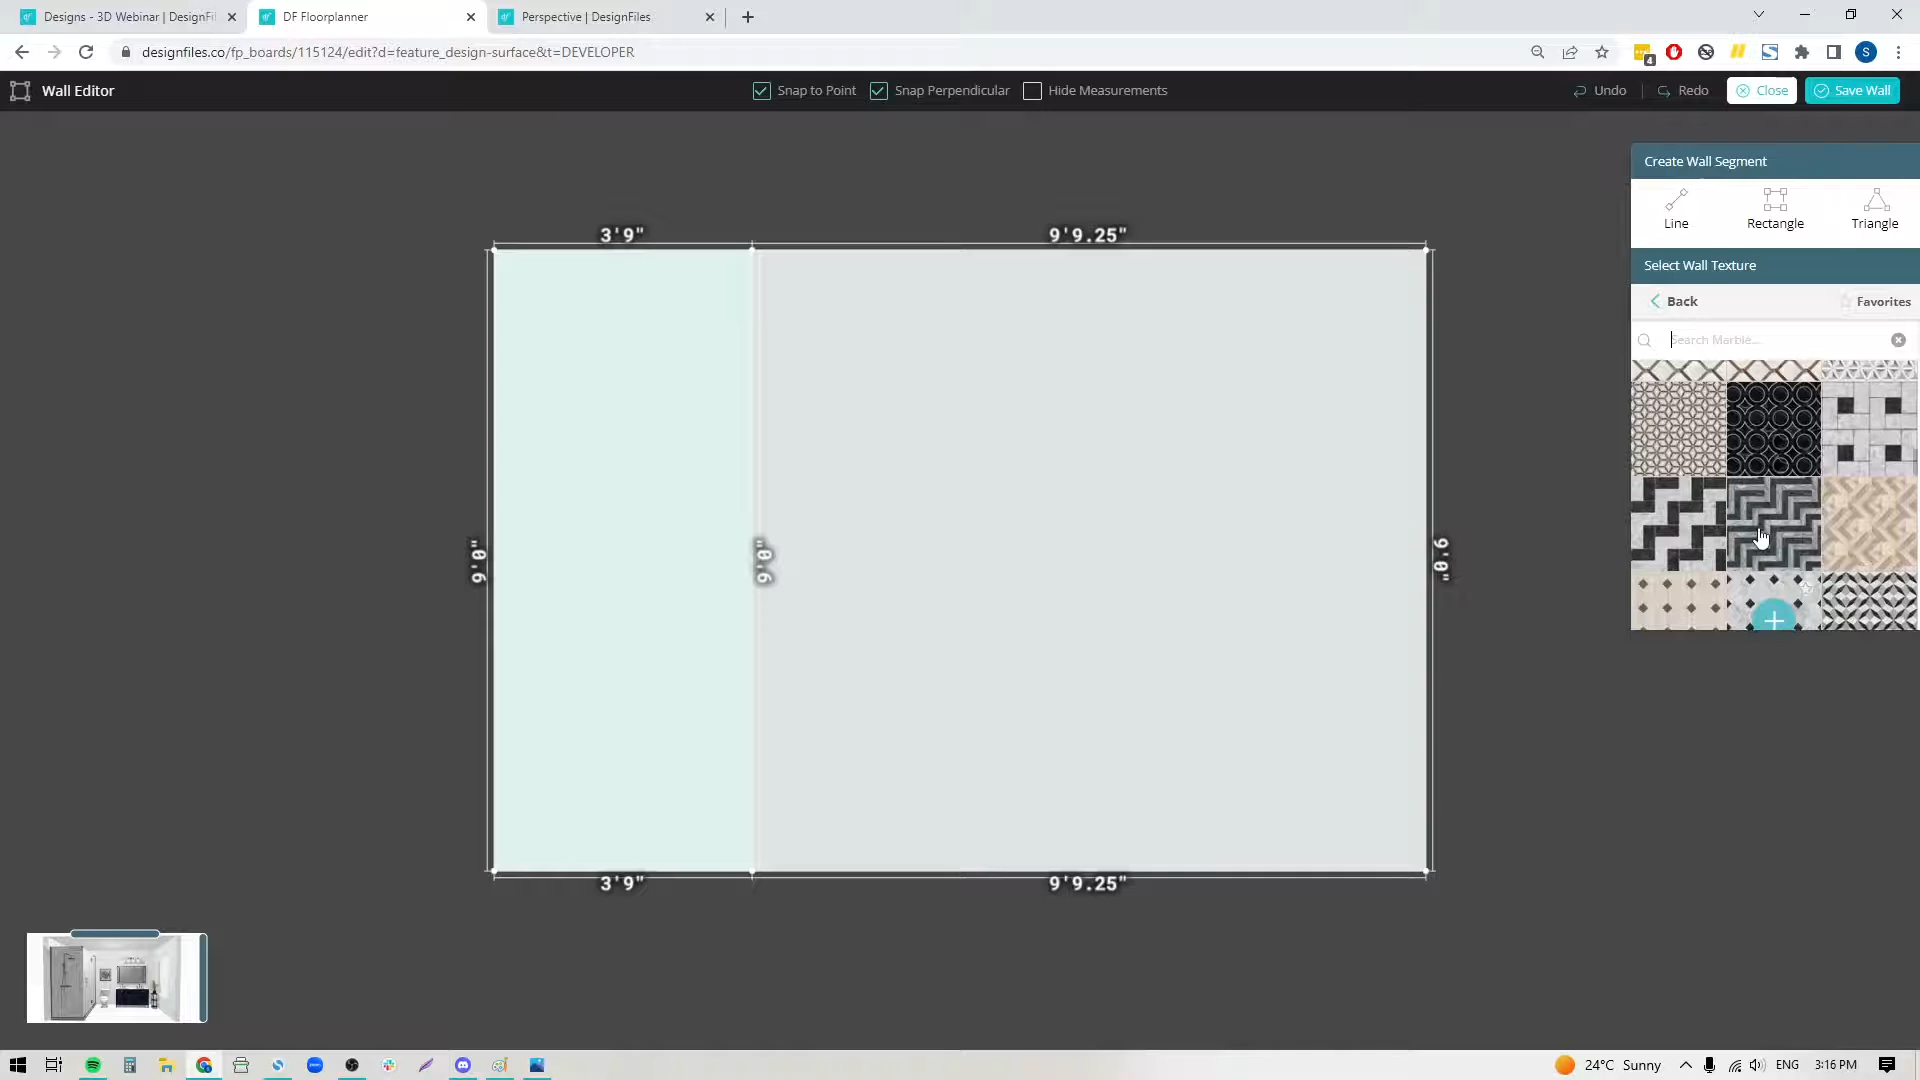 Designs - 3D Webinar | DesignFi
DF Floorplanner
Perspective | DesignFiles
designfiles.co/fp_boards/115124/edit?d=feature_design-surface&t=DEVELOPER
4
S
Wall Editor
Snap to Point
Snap Perpendicular
Hide Measurements
Undo
Redo
Close
Save Wall
Create Wall Segment
Line
Rectangle
Triangle
Select Wall Texture
Back
Favorites
Search Marble...
3'9"
9'9.25"
9'0"
9'0"
9'0"
3'9"
9'9.25"
24°C Sunny
ENG
3:16 PM